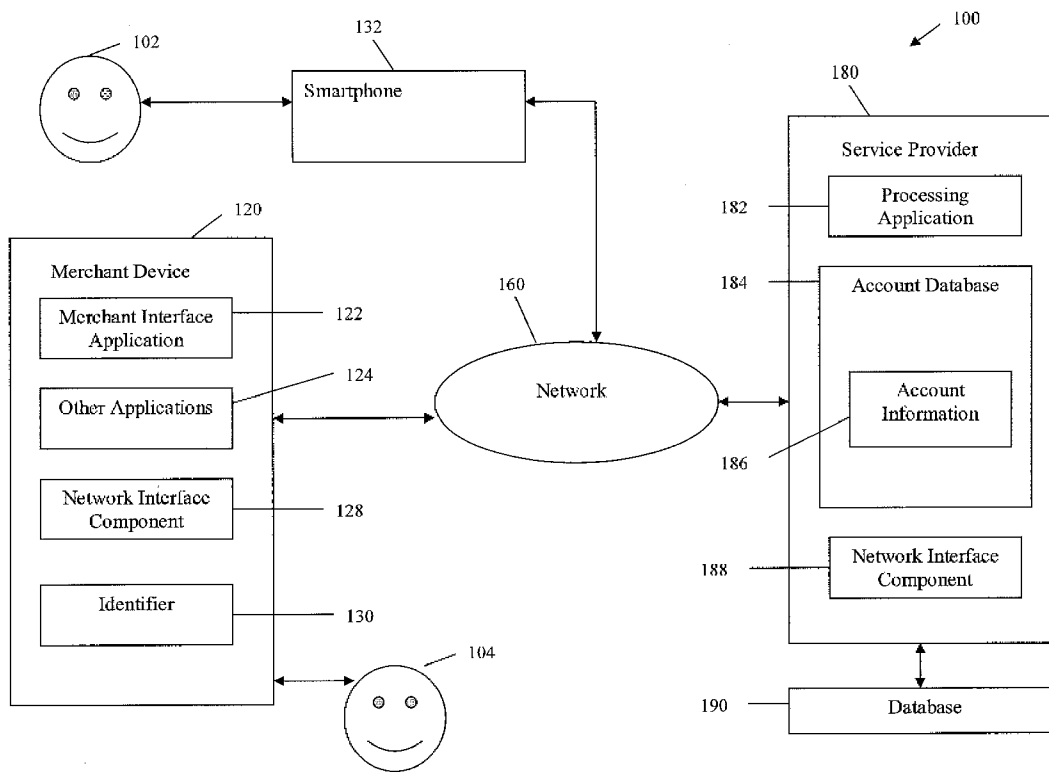 102
132
100
Smartphone
180
Service Provider
182
Processing
Application
120
Merchant Device
184
Account Database
160
Merchant Interface
Application
122
Network
124
Other Applications
Account
Information
186
Network Interface
Component
128
188
Network Interface
Component
Identifier
130
104
190
Database